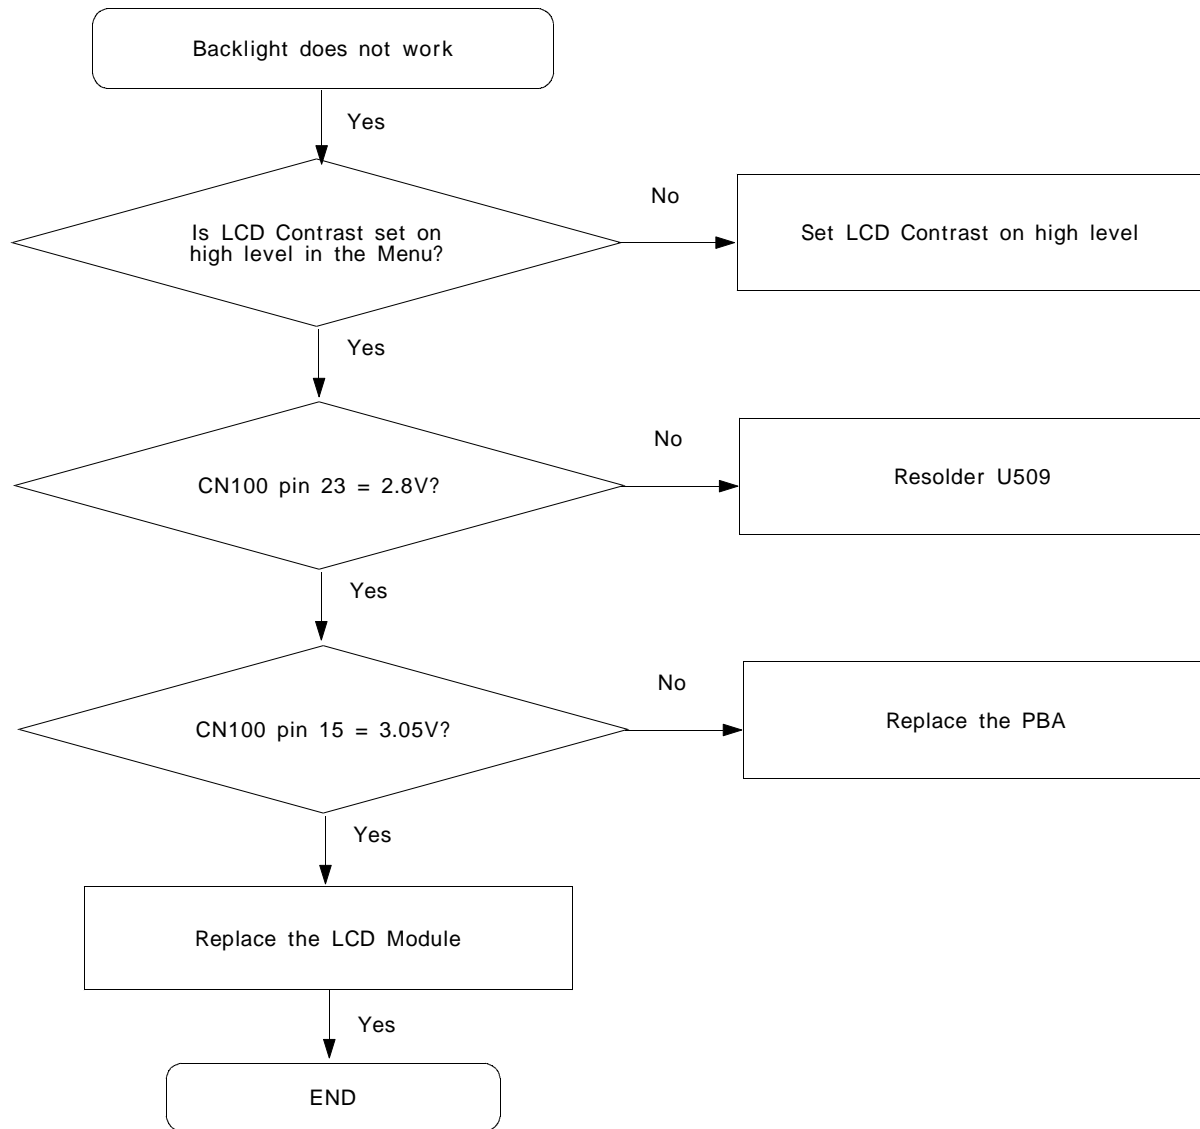 Backlight does not work
Yes
Is LCD Contrast set on
high level in the Menu?
No
Set LCD Contrast on high level
Yes
CN100 pin 23 = 2.8V?
No
Resolder U509
Yes
CN100 pin 15 = 3.05V?
No
Replace the PBA
Yes
Replace the LCD Module
Yes
END